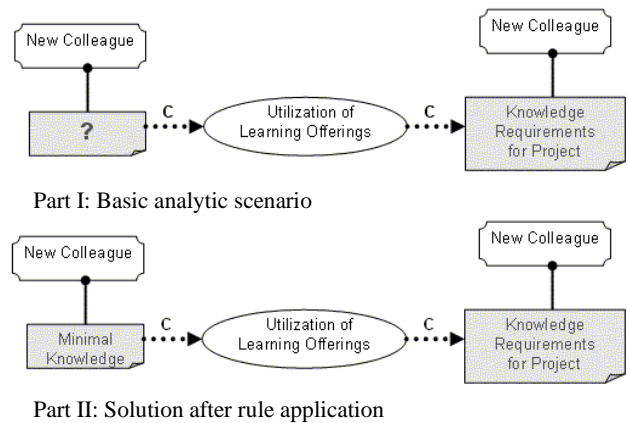 New Colleague
New Colleague
?
C
Utilization of
Learning Offerings
C
Knowledge
Requirements
for Project
Part I: Basic analytic scenario
New Colleague
New Colleague
Minimal
Knowledge
C
Utilization of
Learning Offerings
C
Knowledge
Requirements
for Project
Part II: Solution after rule application